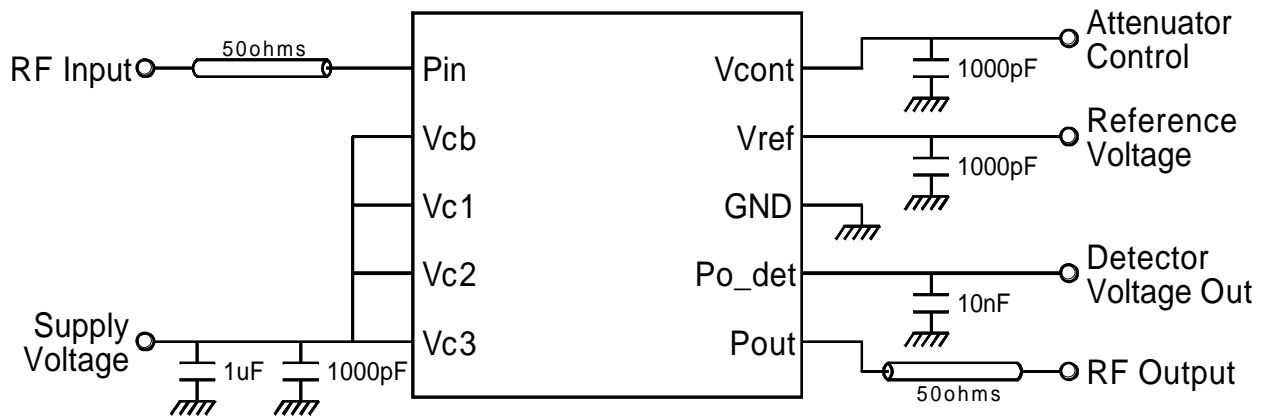 RF Input
50ohms
Pin
Vcb
Vc1
Vc2
Vc3
Supply
Voltage
1uF
1000pF
Vcont
Vref
GND
Po_det
Pout
1000pF
Attenuator
Control
1000pF
Reference
Voltage
10nF
Detector
Voltage Out
50ohms
RF Output